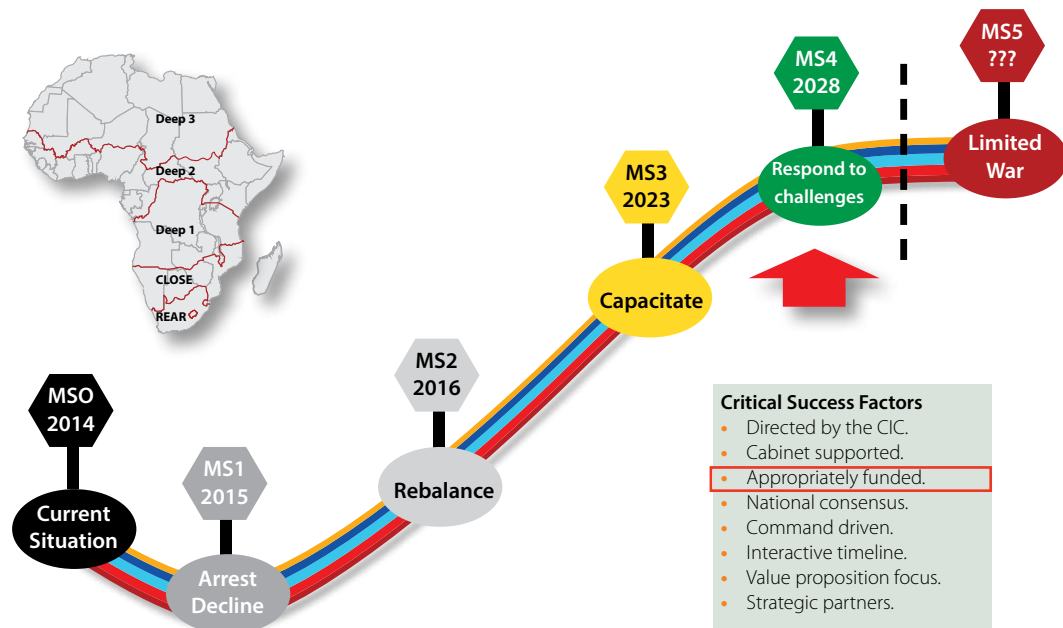 Deep 3
Deep 2
Deep 1
CLOSE
REAR
MSO
2014
Current
Situation
MS1
2015
Arrest
Decline
MS2
2016
Rebalance
MS3
2023
Capacitate
MS4
2028
Respond to
challenges
MS5
???
Limited
War
Critical Success Factors
• Directed by the CIC.
• Cabinet supported.
• Appropriately funded.
• National consensus.
• Command driven.
• Interactive timeline.
• Value proposition focus.
• Strategic partners.